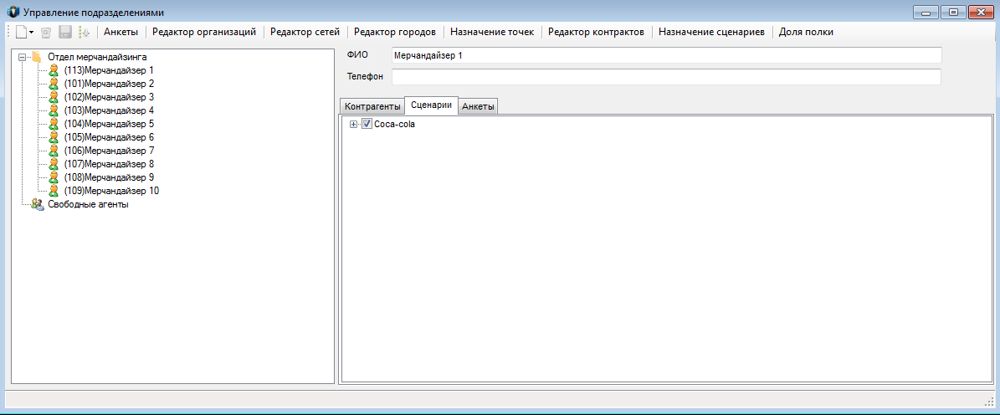 Управление подразделениями
Анкеты Редактор организаций Редактор сетей Редактор городов Назначение точек Редактор контрактов Назначение сценариев Доля полки
Отдел мерчандайзинга
(113)Мерчандайзер 1
(101)Мерчандайзер 2
(102)Мерчандайзер 3
(103)Мерчандайзер 4
(104)Мерчандайзер 5
(105)Мерчандайзер 6
(106)Мерчандайзер 7
(107)Мерчандайзер 8
(108)Мерчандайзер 9
(109)Мерчандайзер 10
Свободные агенты
ФИО Мерчандайзер 1
Телефон
Контрагенты Сценарии Анкеты
Coca-cola